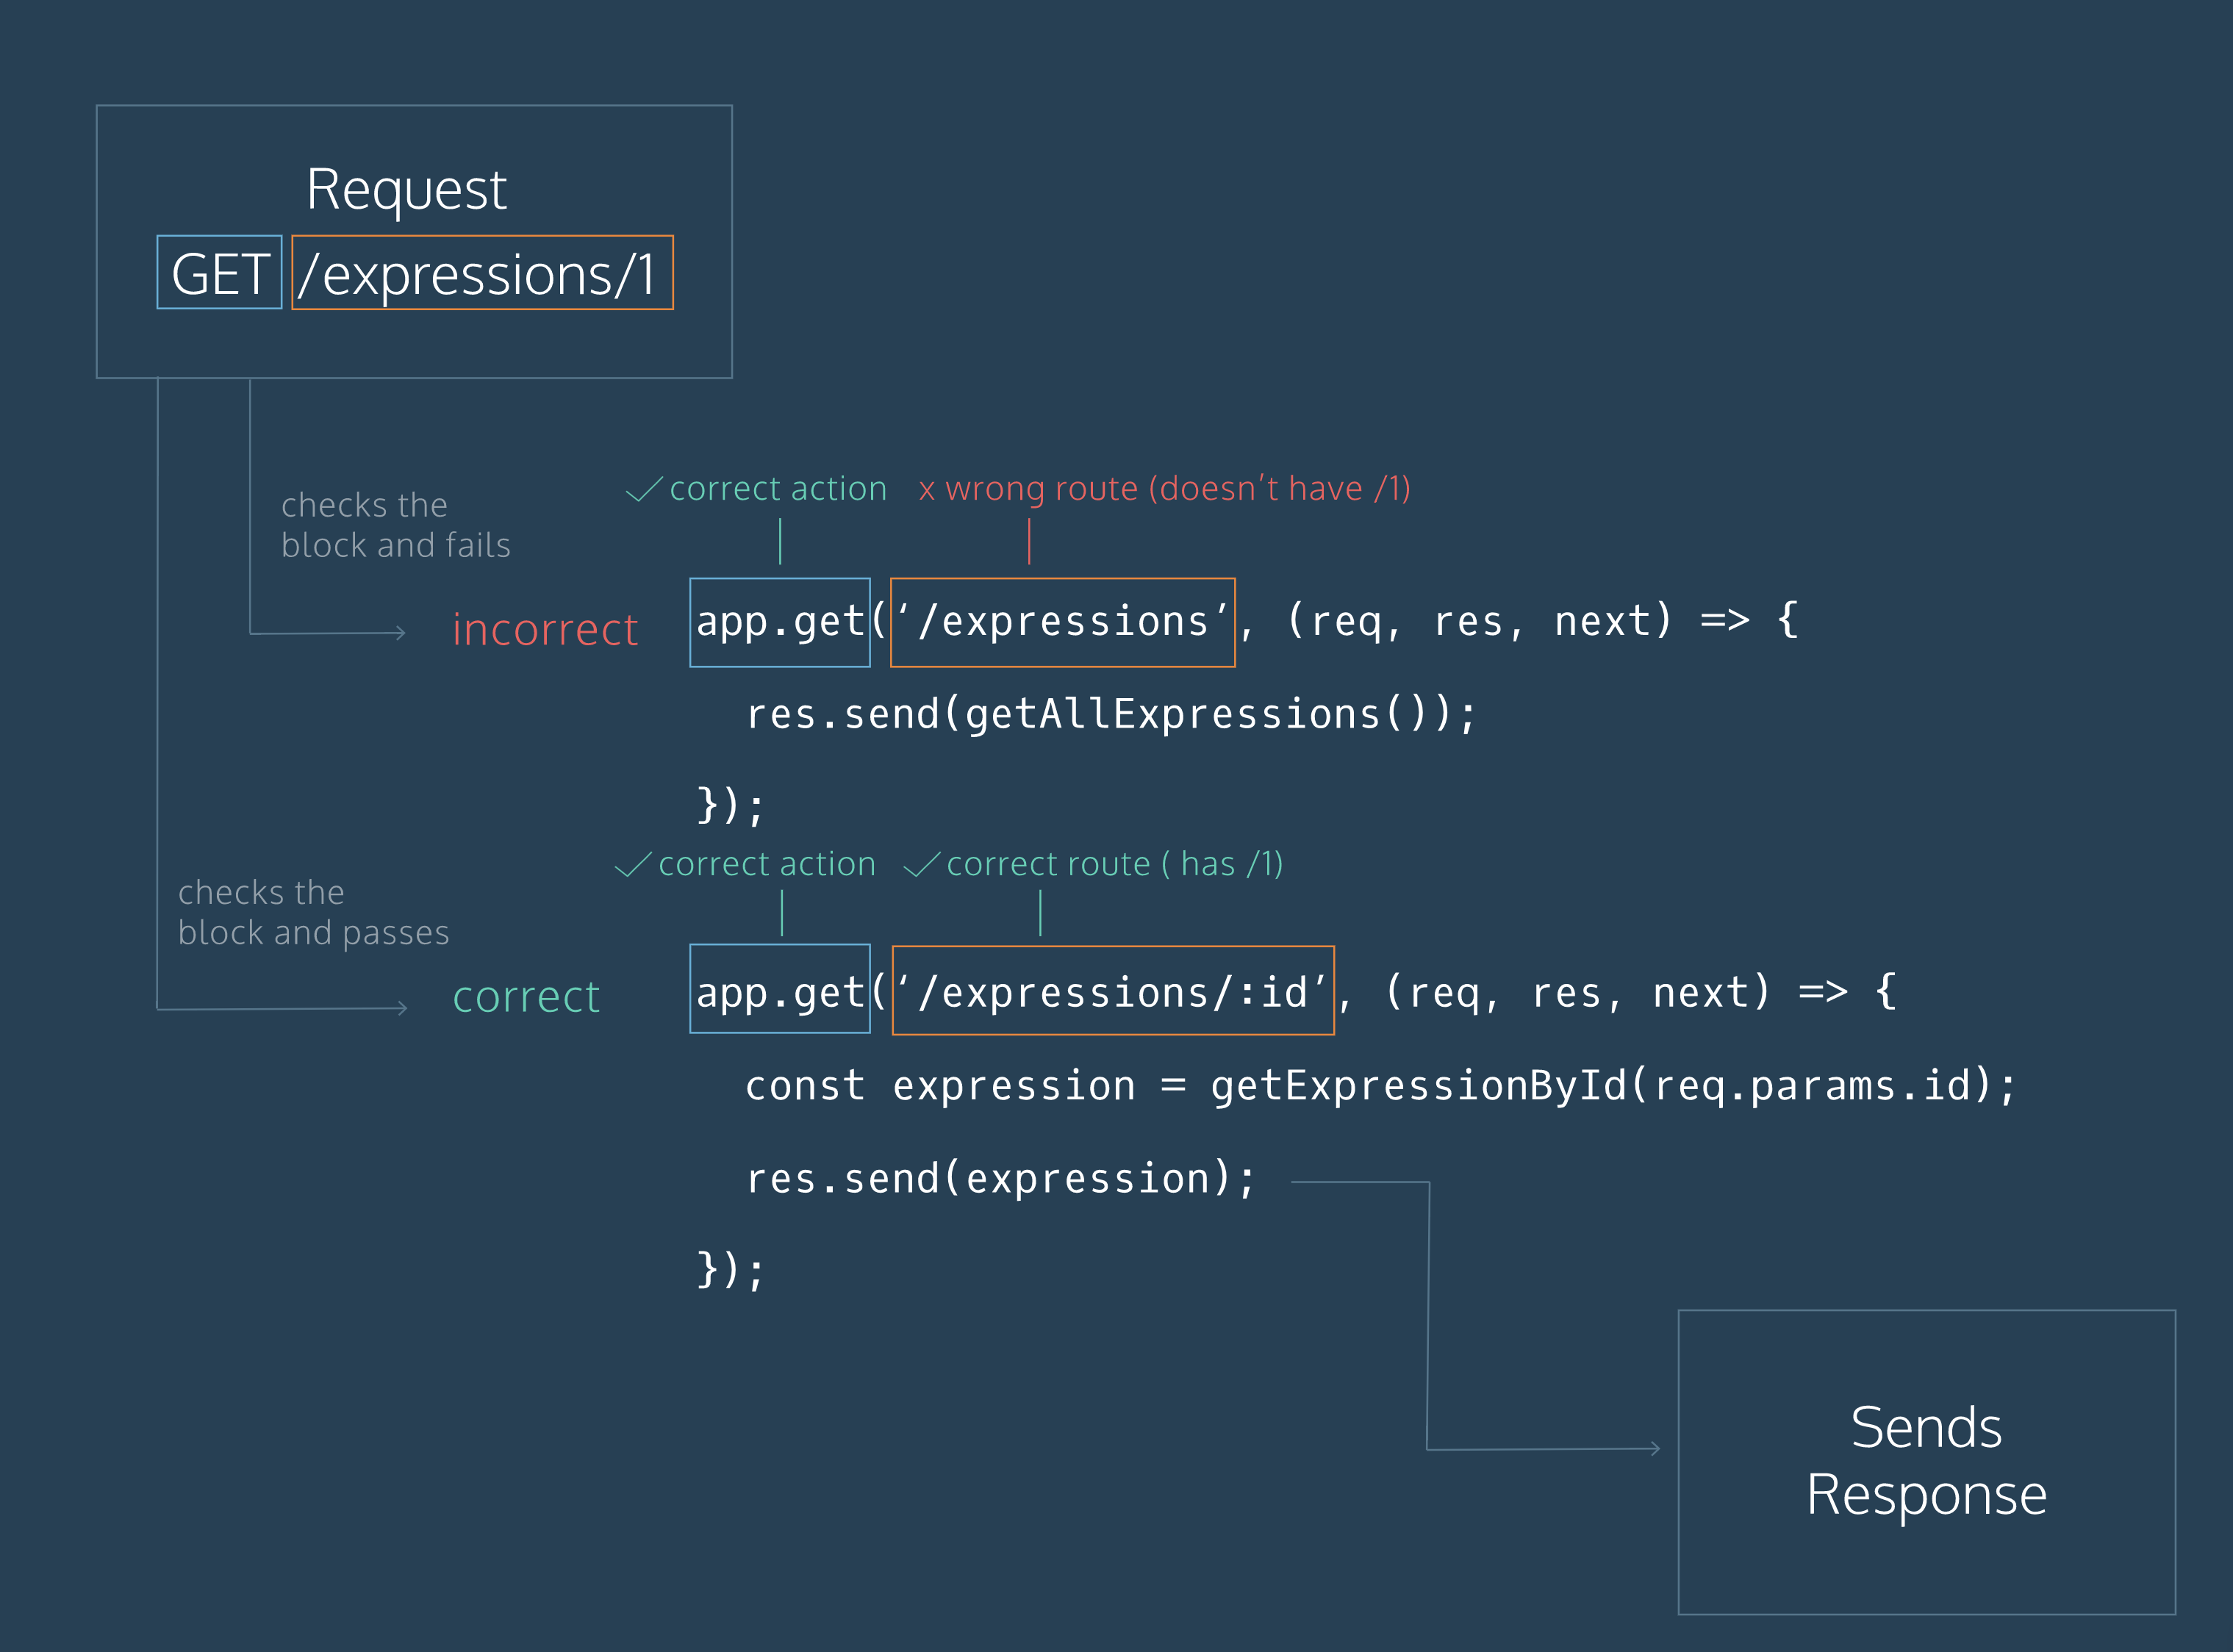 Request
GET /expressions/1
checks the
block and fails
correct action x wrong route (doesn’t have /1)
incorrect
app.get(‘/expressions‘, (req, res, next) => {
res.send(getAllExpressions());
});
correct action correct route ( has /1)
checks the
block and passes
correct
app.get(‘/expressions/:id’, (req, res, next) => {
const expression = getExpressionById(req.params.id);
res.send(expression);
});
Sends
Response